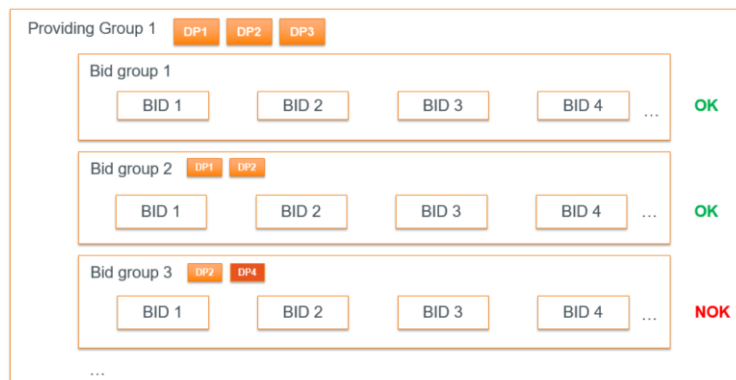 Providing Group 1 DP1 DP2 DP3
Bid group 1
BID 1 BID 2 BID 3 BID 4 ... OK
Bid group 2 DP1 DP2
BID 1 BID 2 BID 3 BID 4 ... OK
Bid group 3 DP2 DP4
BID 1 BID 2 BID 3 BID 4 ... NOK
...